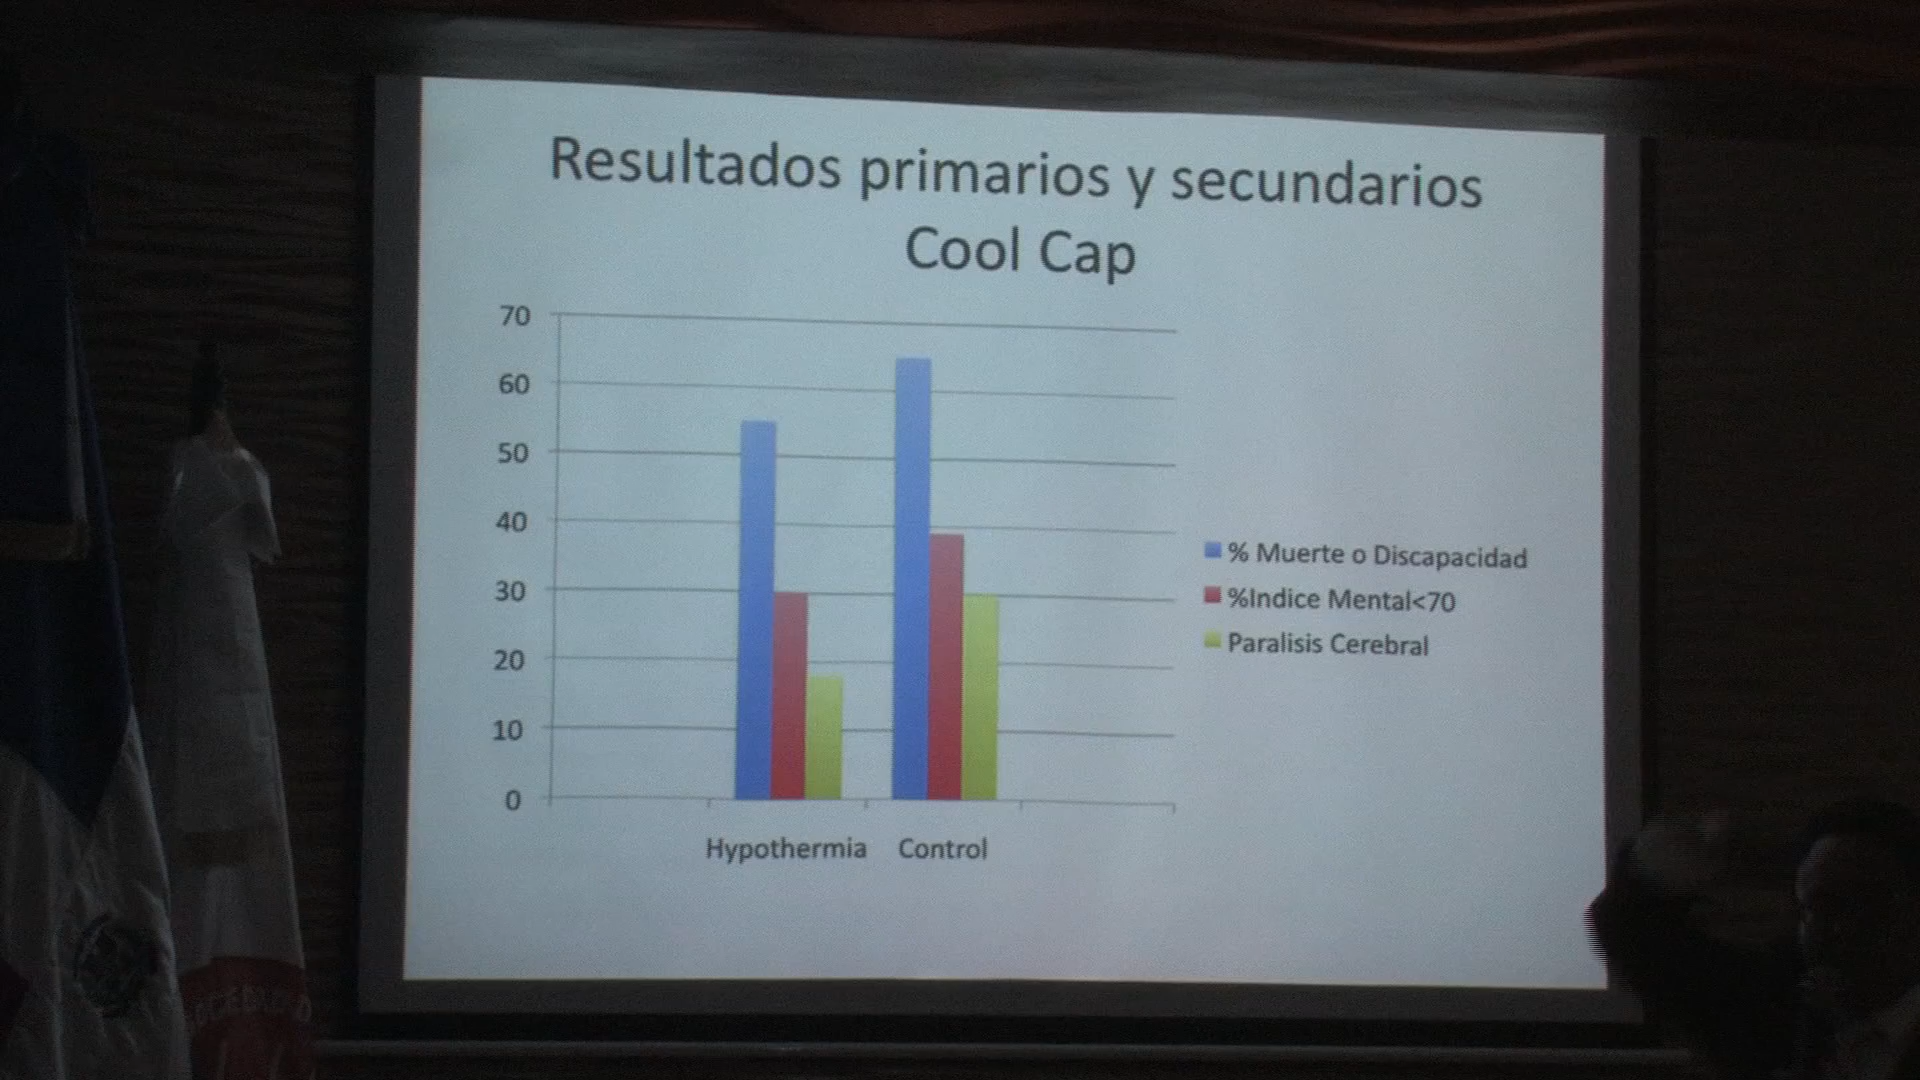 Resultados primarios y secundarios
Cool Cap
70
60
50
40
30
20
10
0
Hypothermia Control
% Muerte o Discapacidad
%Indice Mental<70
Paralisis Cerebral